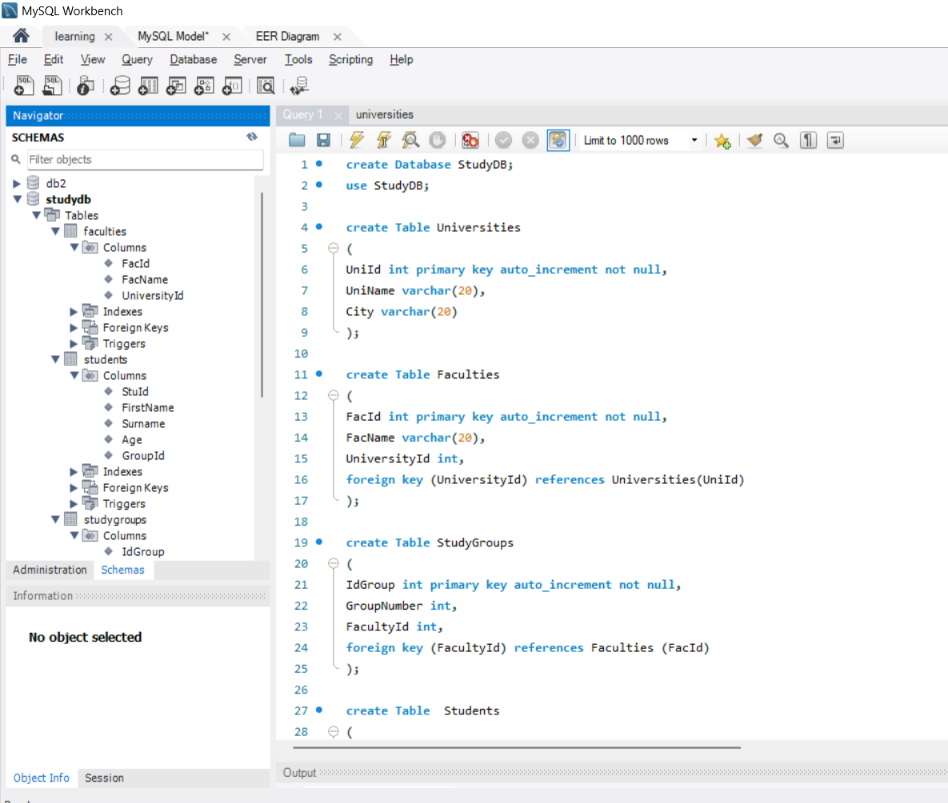 MySQL Workbench
learning × MySQL Model* × EER Diagram ×
File Edit View Query Database Server Tools Scripting Help
Navigator
SCHEMAS
Filter objects
db2
studydb
Tables
faculties
Columns
FacId
FacName
UniversityId
Indexes
Foreign Keys
Triggers
students
Columns
StuId
FirstName
Surname
Age
GroupId
Indexes
Foreign Keys
Triggers
studygroups
Columns
IdGroup
Administration Schemas
Information
No object selected
Object Info Session
Query 1 × universities
Limit to 1000 rows
1 create Database StudyDB;
2 use StudyDB;
3
4 create Table Universities
5 (
6 UniId int primary key auto_increment not null,
7 UniName varchar(20),
8 City varchar(20)
9 );
10
11 create Table Faculties
12 (
13 FacId int primary key auto_increment not null,
14 FacName varchar(20),
15 UniversityId int,
16 foreign key (UniversityId) references Universities(UniId)
17 );
18
19 create Table StudyGroups
20 (
21 IdGroup int primary key auto_increment not null,
22 GroupNumber int,
23 FacultyId int,
24 foreign key (FacultyId) references Faculties (FacId)
25 );
26
27 create Table  Students
28 (
Output